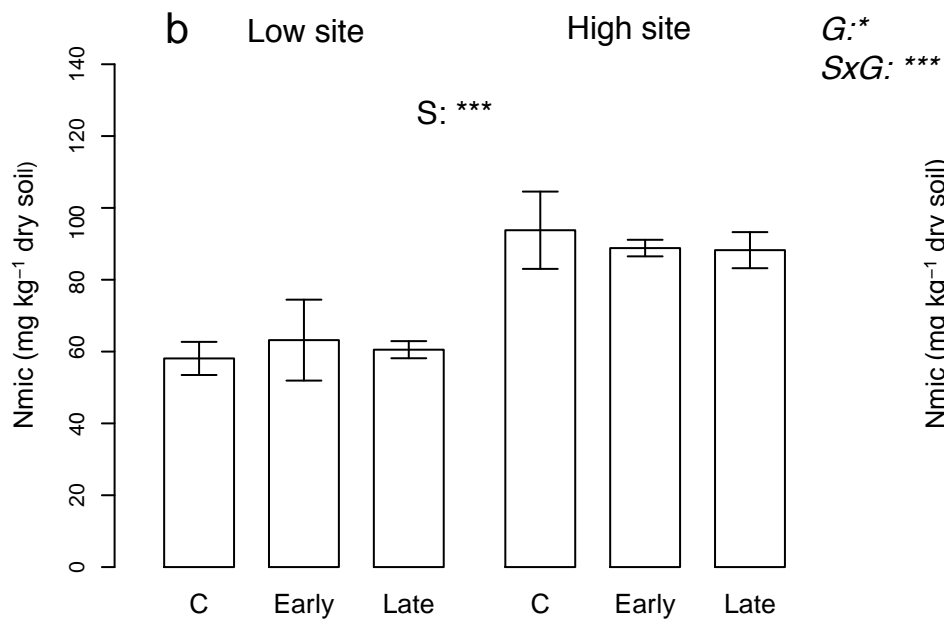 b
Low site
High site
G:*
SxG: ***
S: ***
Nmic (mg kg⁻¹ dry soil)
140
120
100
80
60
40
20
0
C
Early
Late
C
Early
Late
Nmic (mg kg⁻¹ dry soil)